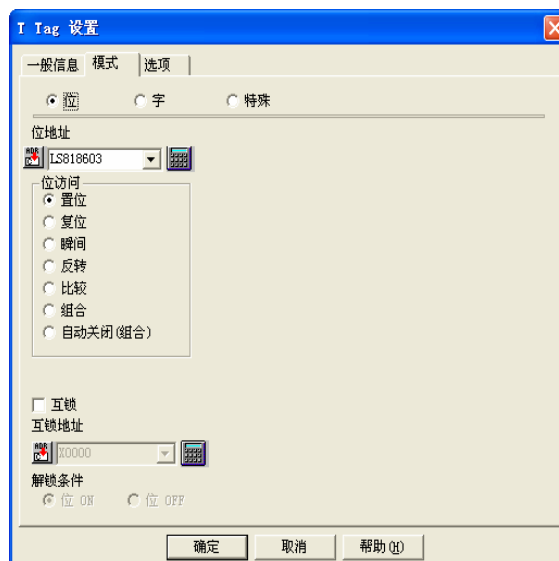 T Tag 设置
一般信息 模式 选项
位 字 特殊
位地址
ADR C LS818603
位访问
置位
复位
瞬间
反转
比较
组合
自动关闭(组合)
互锁
互锁地址
ADR C X0000
解锁条件
位 ON 位 OFF
确定 取消 帮助(H)